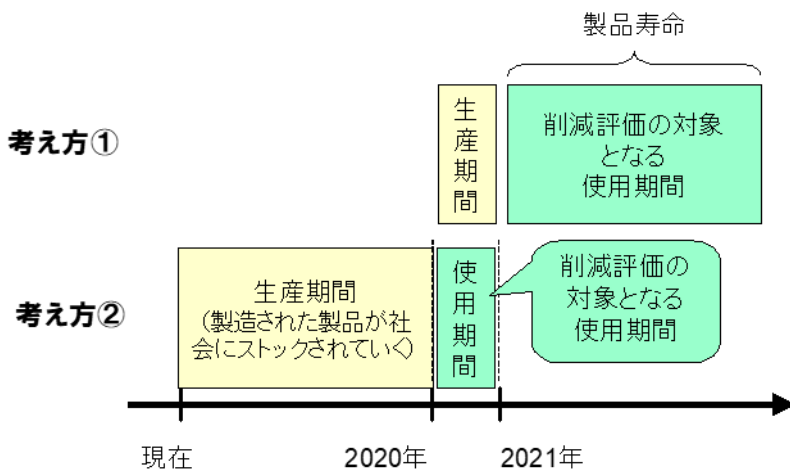 製品寿命
考え方①
生
産
期
間
削減評価の対象
となる
使用期間
考え方②
生産期間
（製造された製品が社
会にストックされていく）
使
用
期
間
削減評価の
対象となる
使用期間
現在
2020年
2021年